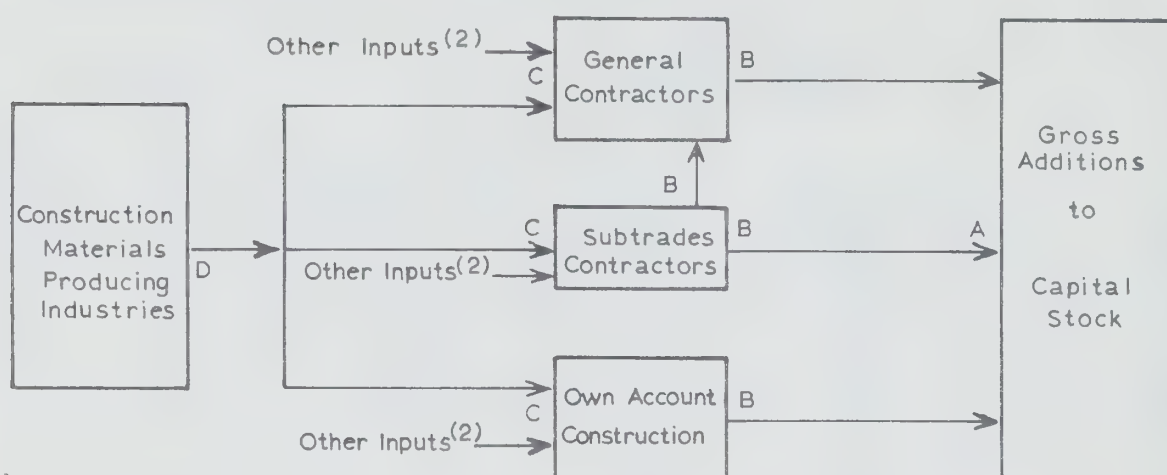 Other Inputs(2)
C
General
Contractors
B
Construction
Materials
Producing
Industries
D
B
C
Other Inputs(2)
Subtrades
Contractors
B
A
Gross
Additions
to
Capital
Stock
C
Other Inputs(2)
Own Account
Construction
B